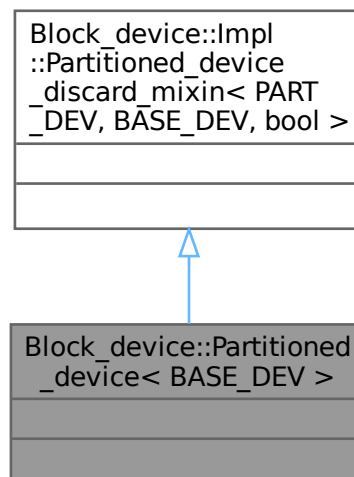 Block_device::Impl
::Partitioned_device
_discard_mixin< PART
_DEV, BASE_DEV, bool >
Block_device::Partitioned
_device< BASE_DEV >